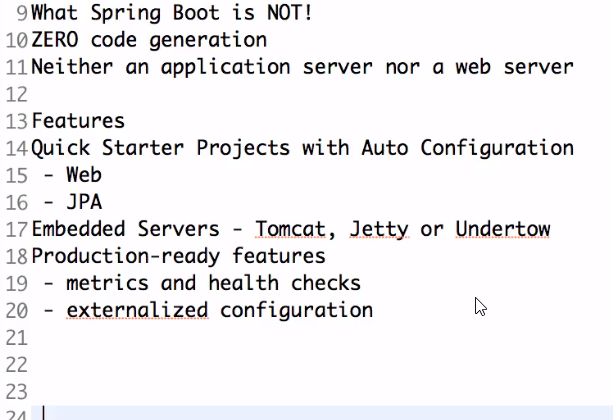 9 What Spring Boot is NOT!
10 ZERO code generation
11 Neither an application server nor a web server
12
13 Features
14 Quick Starter Projects with Auto Configuration
15  - Web
16  - JPA
17 Embedded Servers - Tomcat, Jetty or Undertow
18 Production-ready features
19  - metrics and health checks
20  - externalized configuration
21
22
23
24